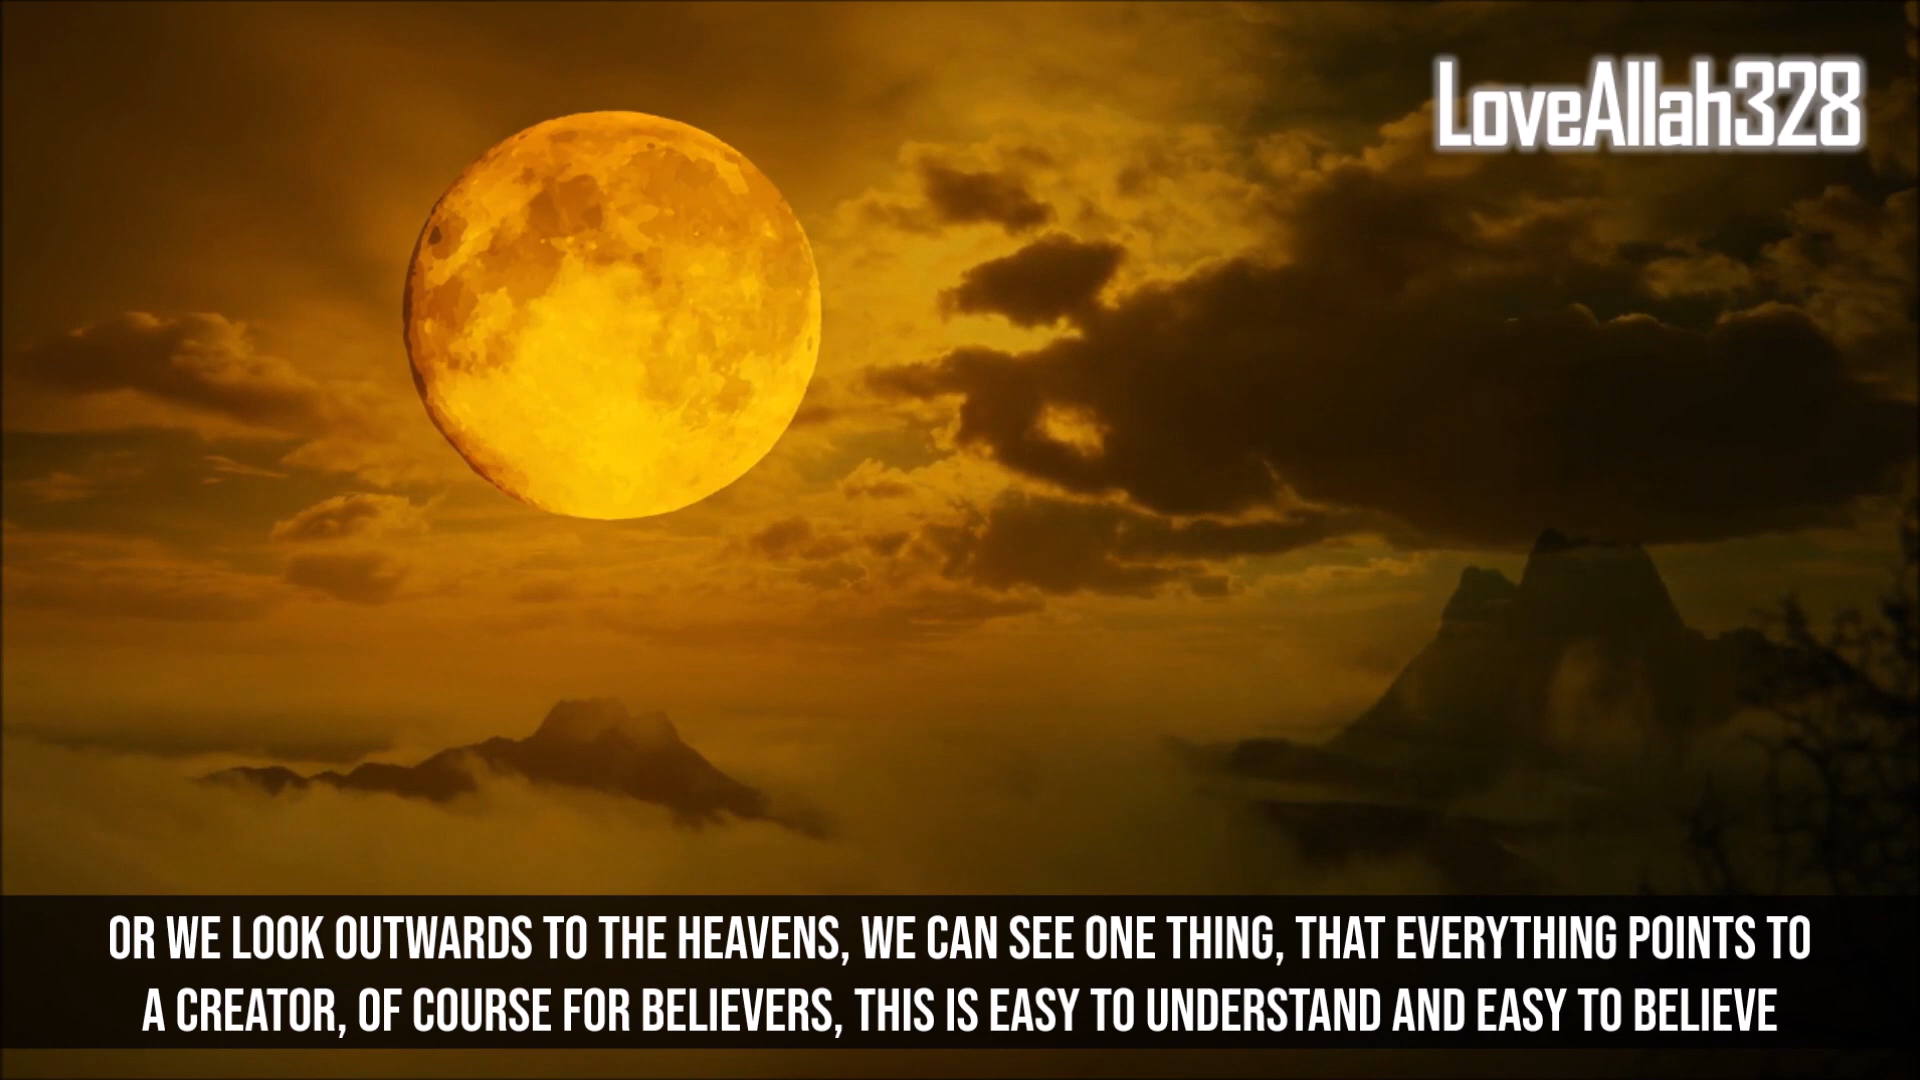 LoveAllah328
OR WE LOOK OUTWARDS TO THE HEAVENS, WE CAN SEE ONE THING, THAT EVERYTHING POINTS TO
A CREATOR, OF COURSE FOR BELIEVERS, THIS IS EASY TO UNDERSTAND AND EASY TO BELIEVE